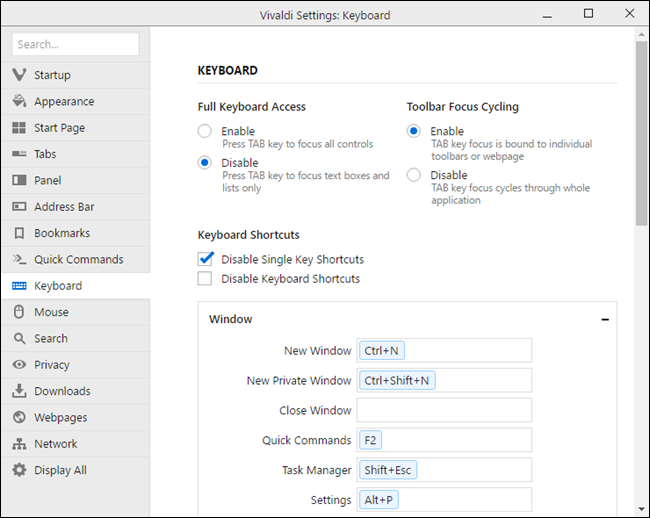 Vivaldi Settings: Keyboard
Search...
Startup
Appearance
Start Page
Tabs
Panel
Address Bar
Bookmarks
Quick Commands
Keyboard
Mouse
Search
Privacy
Downloads
Webpages
Network
Display All
KEYBOARD
Full Keyboard Access
Enable
Press TAB key to focus all controls
Disable
Press TAB key to focus text boxes and
lists only
Toolbar Focus Cycling
Enable
TAB key focus is bound to individual
toolbars or webpage
Disable
TAB key focus cycles through whole
application
Keyboard Shortcuts
Disable Single Key Shortcuts
Disable Keyboard Shortcuts
Window
New Window Ctrl+N
New Private Window Ctrl+Shift+N
Close Window
Quick Commands F2
Task Manager Shift+Esc
Settings Alt+P